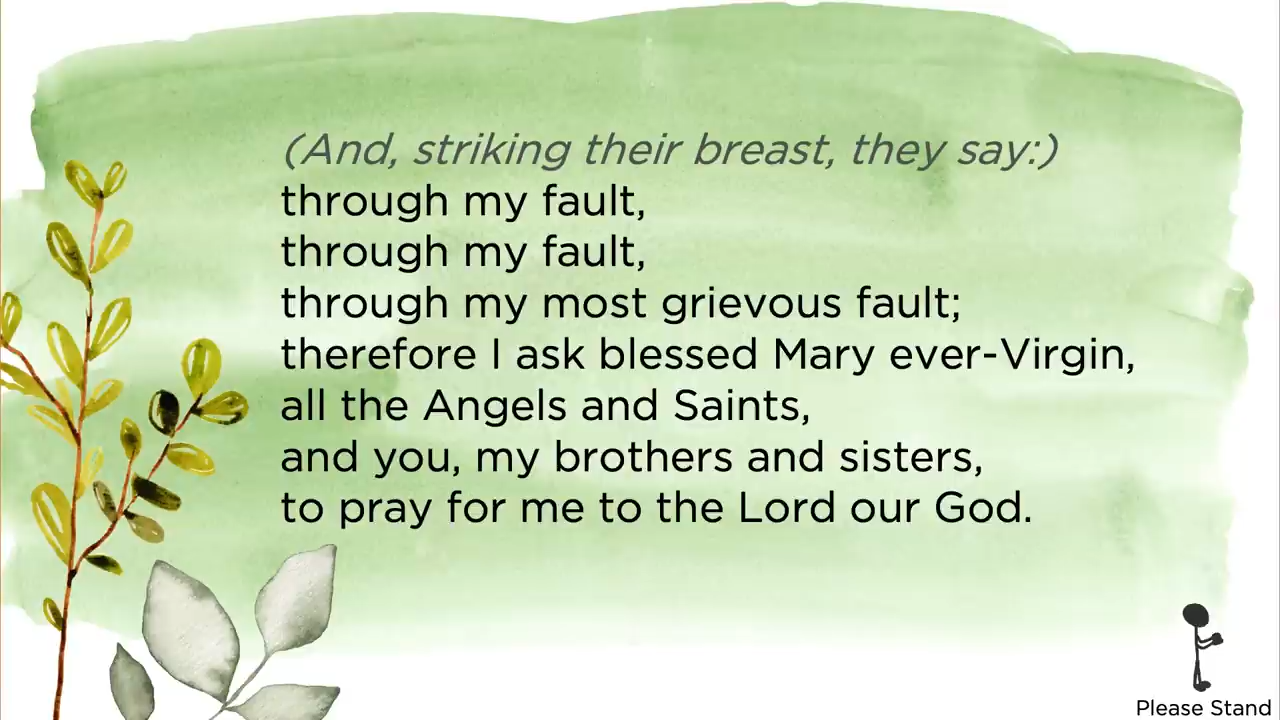 (And, striking their breast, they say:)
through my fault,
through my fault,
through my most grievous fault;
therefore I ask blessed Mary ever-Virgin,
all the Angels and Saints,
and you, my brothers and sisters,
to pray for me to the Lord our God.
Please Stand